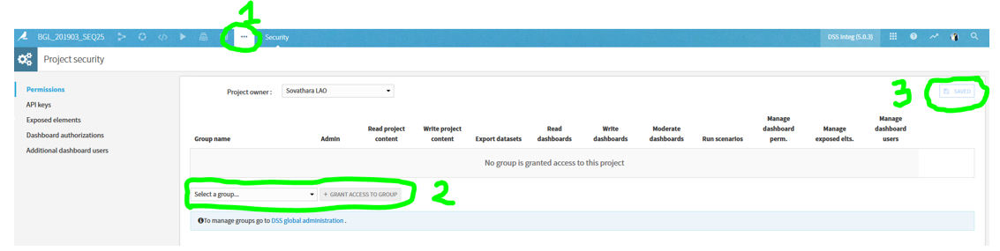 1
BGL_201903_SEQ25
...
Security
DSS Integ (5.0.3)
Project security
Permissions
API keys
Exposed elements
Dashboard authorizations
Additional dashboard users
Project owner :
Sovathara LAO
3
SAVED
Group name
Admin
Read project
content
Write project
content
Export datasets
Read
dashboards
Write
dashboards
Moderate
dashboards
Run scenarios
Manage
dashboard
perm.
Manage
exposed elts.
Manage
dashboard
users
No group is granted access to this project
Select a group...
+ GRANT ACCESS TO GROUP
2
To manage groups go to DSS global administration .